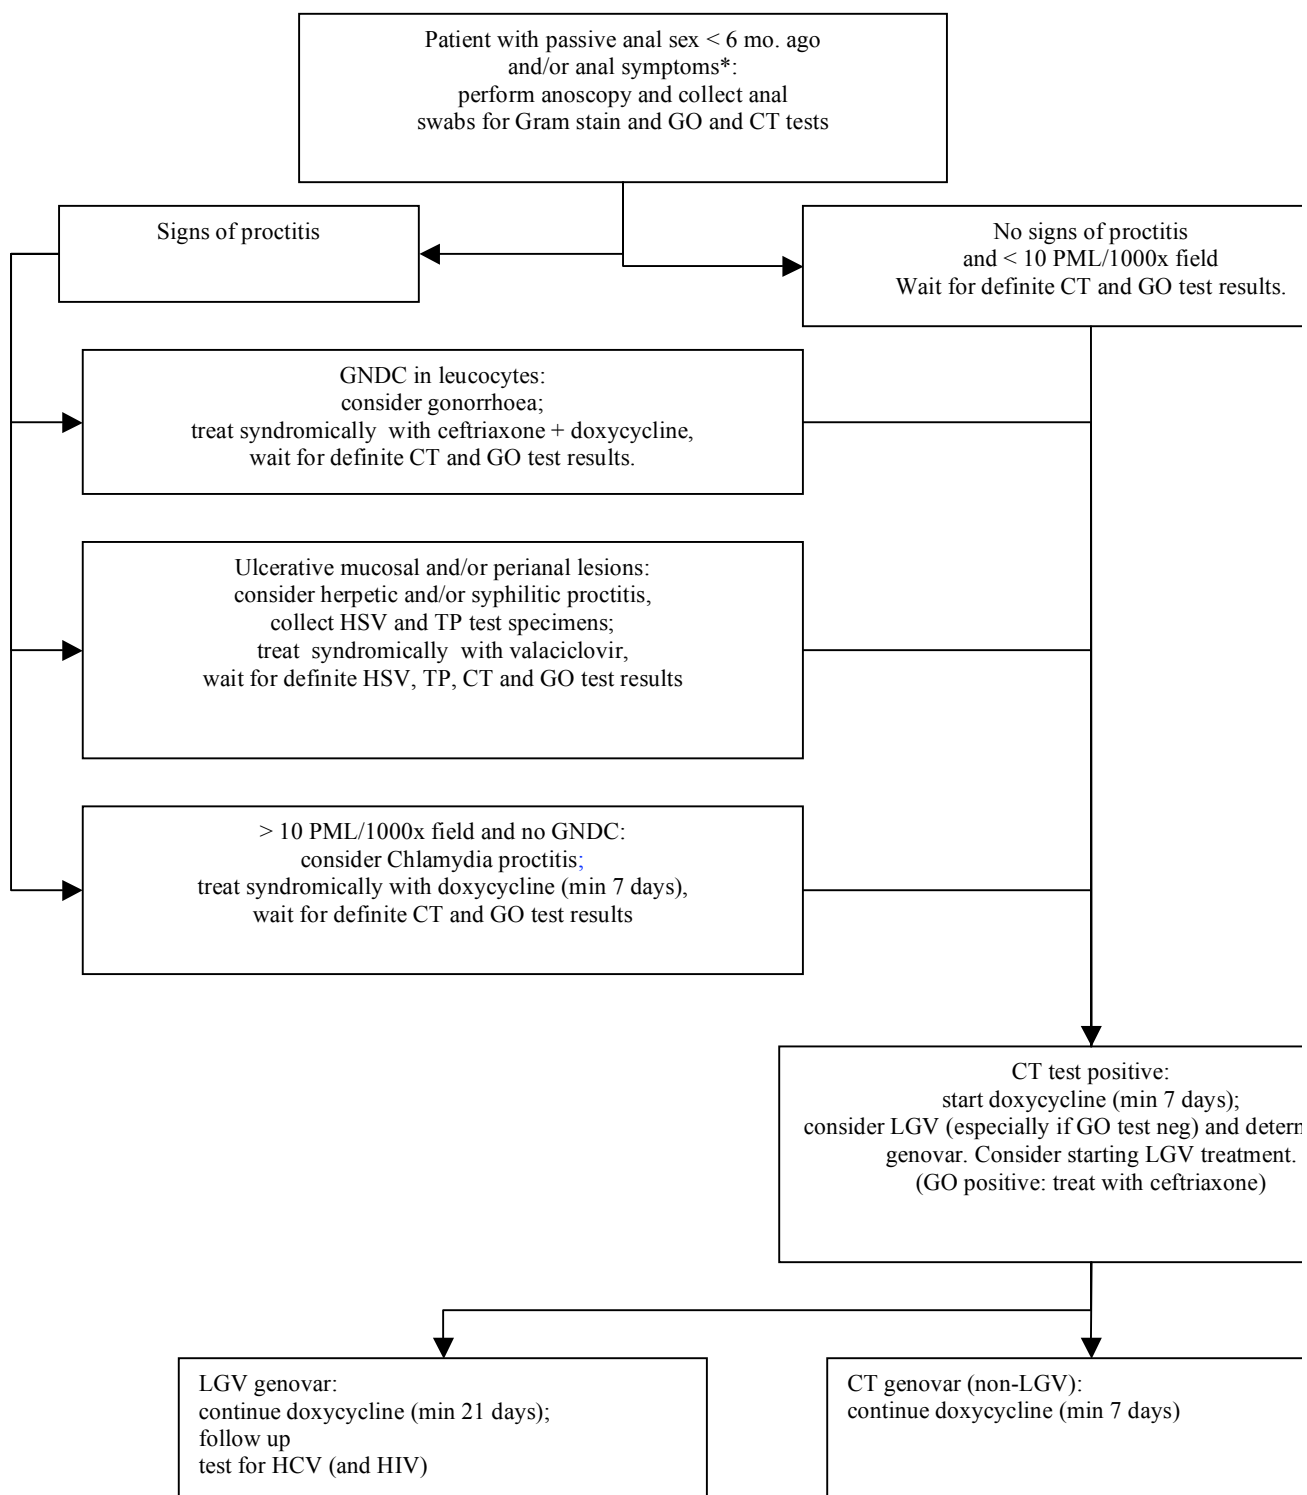 Patient with passive anal sex < 6 mo. ago
and/or anal symptoms*:
perform anoscopy and collect anal
swabs for Gram stain and GO and CT tests
Signs of proctitis
No signs of proctitis
and < 10 PML/1000x field
Wait for definite CT and GO test results.
GNDC in leucocytes:
consider gonorrhoea;
treat syndromically with ceftriaxone + doxycycline,
wait for definite CT and GO test results.
Ulcerative mucosal and/or perianal lesions:
consider herpetic and/or syphilitic proctitis,
collect HSV and TP test specimens;
treat syndromically with valaciclovir,
wait for definite HSV, TP, CT and GO test results
> 10 PML/1000x field and no GNDC:
consider Chlamydia proctitis;
treat syndromically with doxycycline (min 7 days),
wait for definite CT and GO test results
CT test positive:
start doxycycline (min 7 days);
consider LGV (especially if GO test neg) and determ
genovar. Consider starting LGV treatment.
(GO positive: treat with ceftriaxone)
LGV genovar:
continue doxycycline (min 21 days);
follow up
test for HCV (and HIV)
CT genovar (non-LGV):
continue doxycycline (min 7 days)